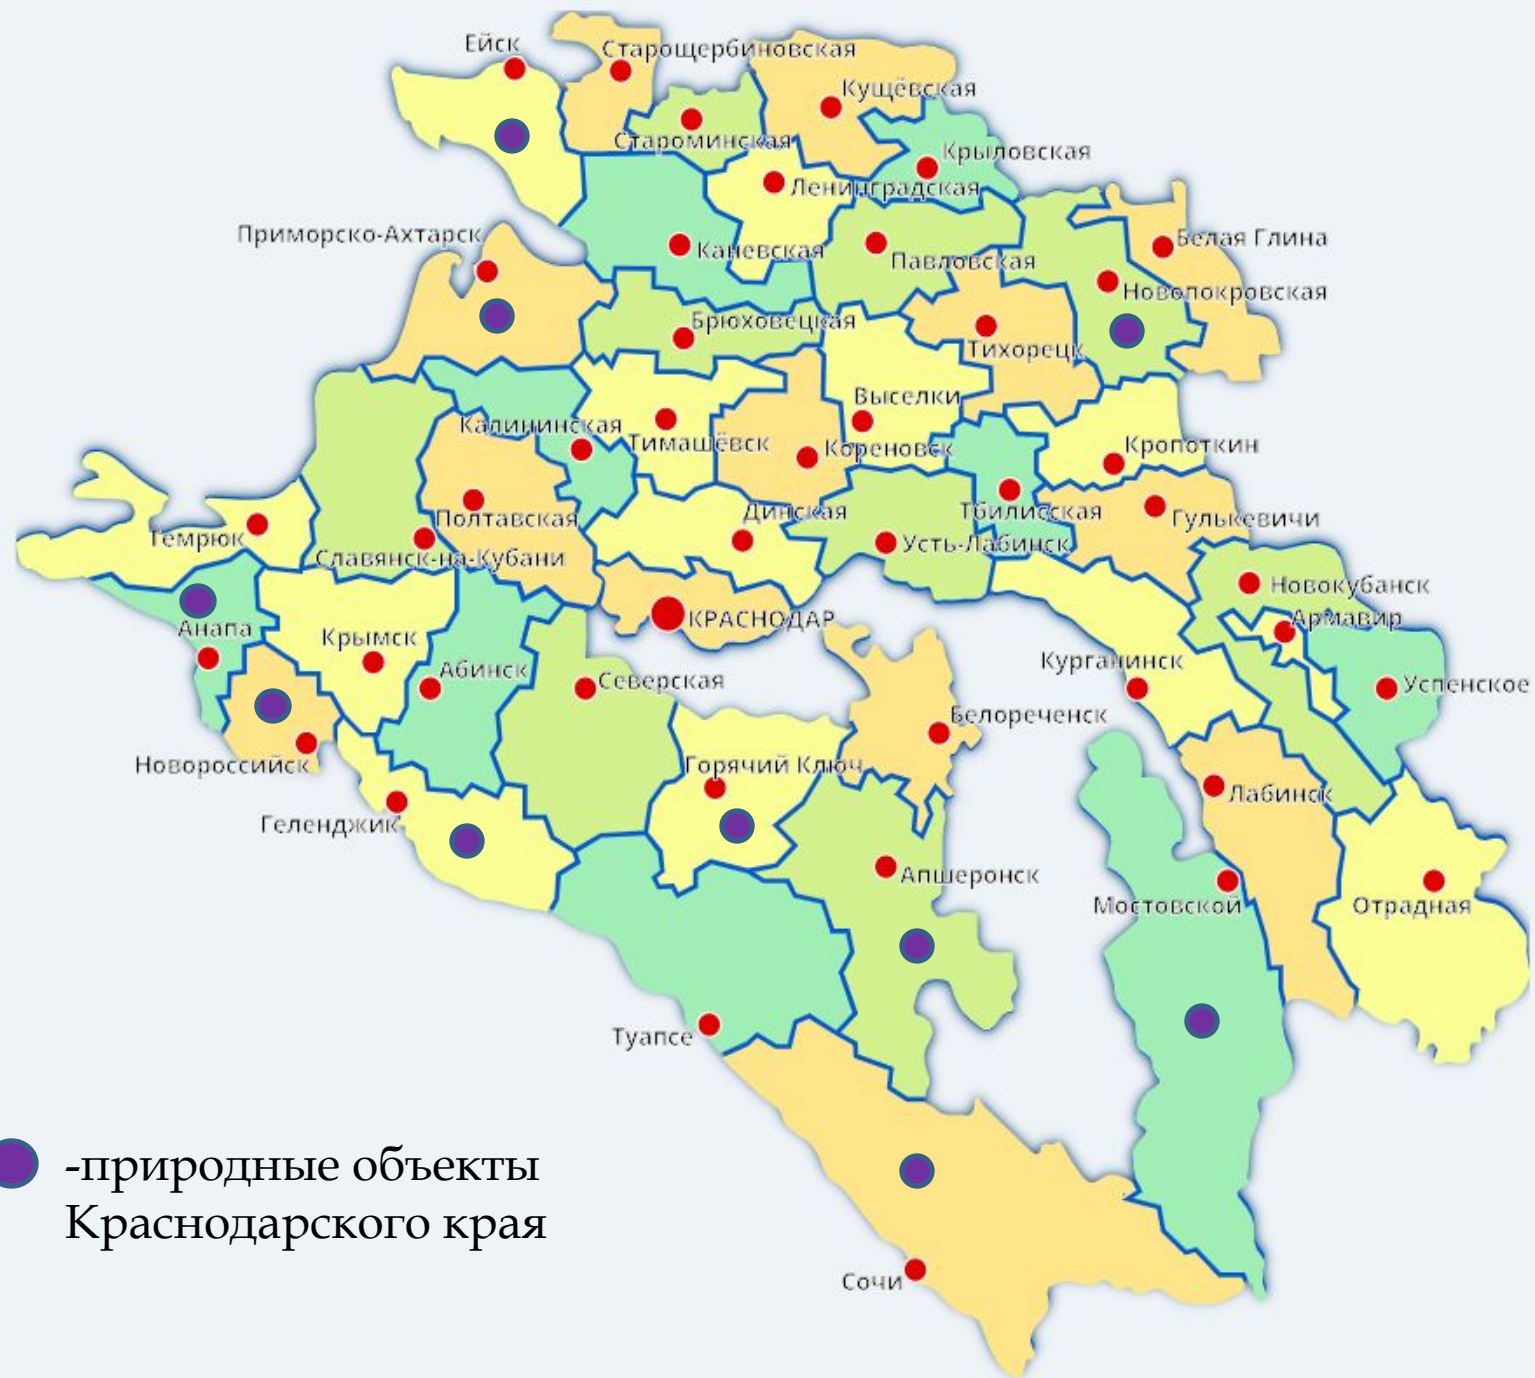 Ейск
Старощербиновская
Кущёвская
Староминская
Крыловская
Ленинградская
Приморско-Ахтарск
Каневская
Павловская
Белая Глина
Новопокровская
Брюховецкая
Тихорецк
Выселки
Калининская
Тимашёвск
Кореновск
Кропоткин
Темрюк
Полтавская
Динская
Тбилисская
Гулькевичи
Славянск-на-Кубани
Усть-Лабинск
Новокубанск
Анапа
Крымск
КРАСНОДАР
Армавир
Абинск
Северская
Курганинск
Успенское
Белореченск
Новороссийск
Горячий Ключ
Лабинск
Геленджик
Апшеронск
Мостовской
Отрадная
Туапсе
Сочи
-природные объекты
Краснодарского края